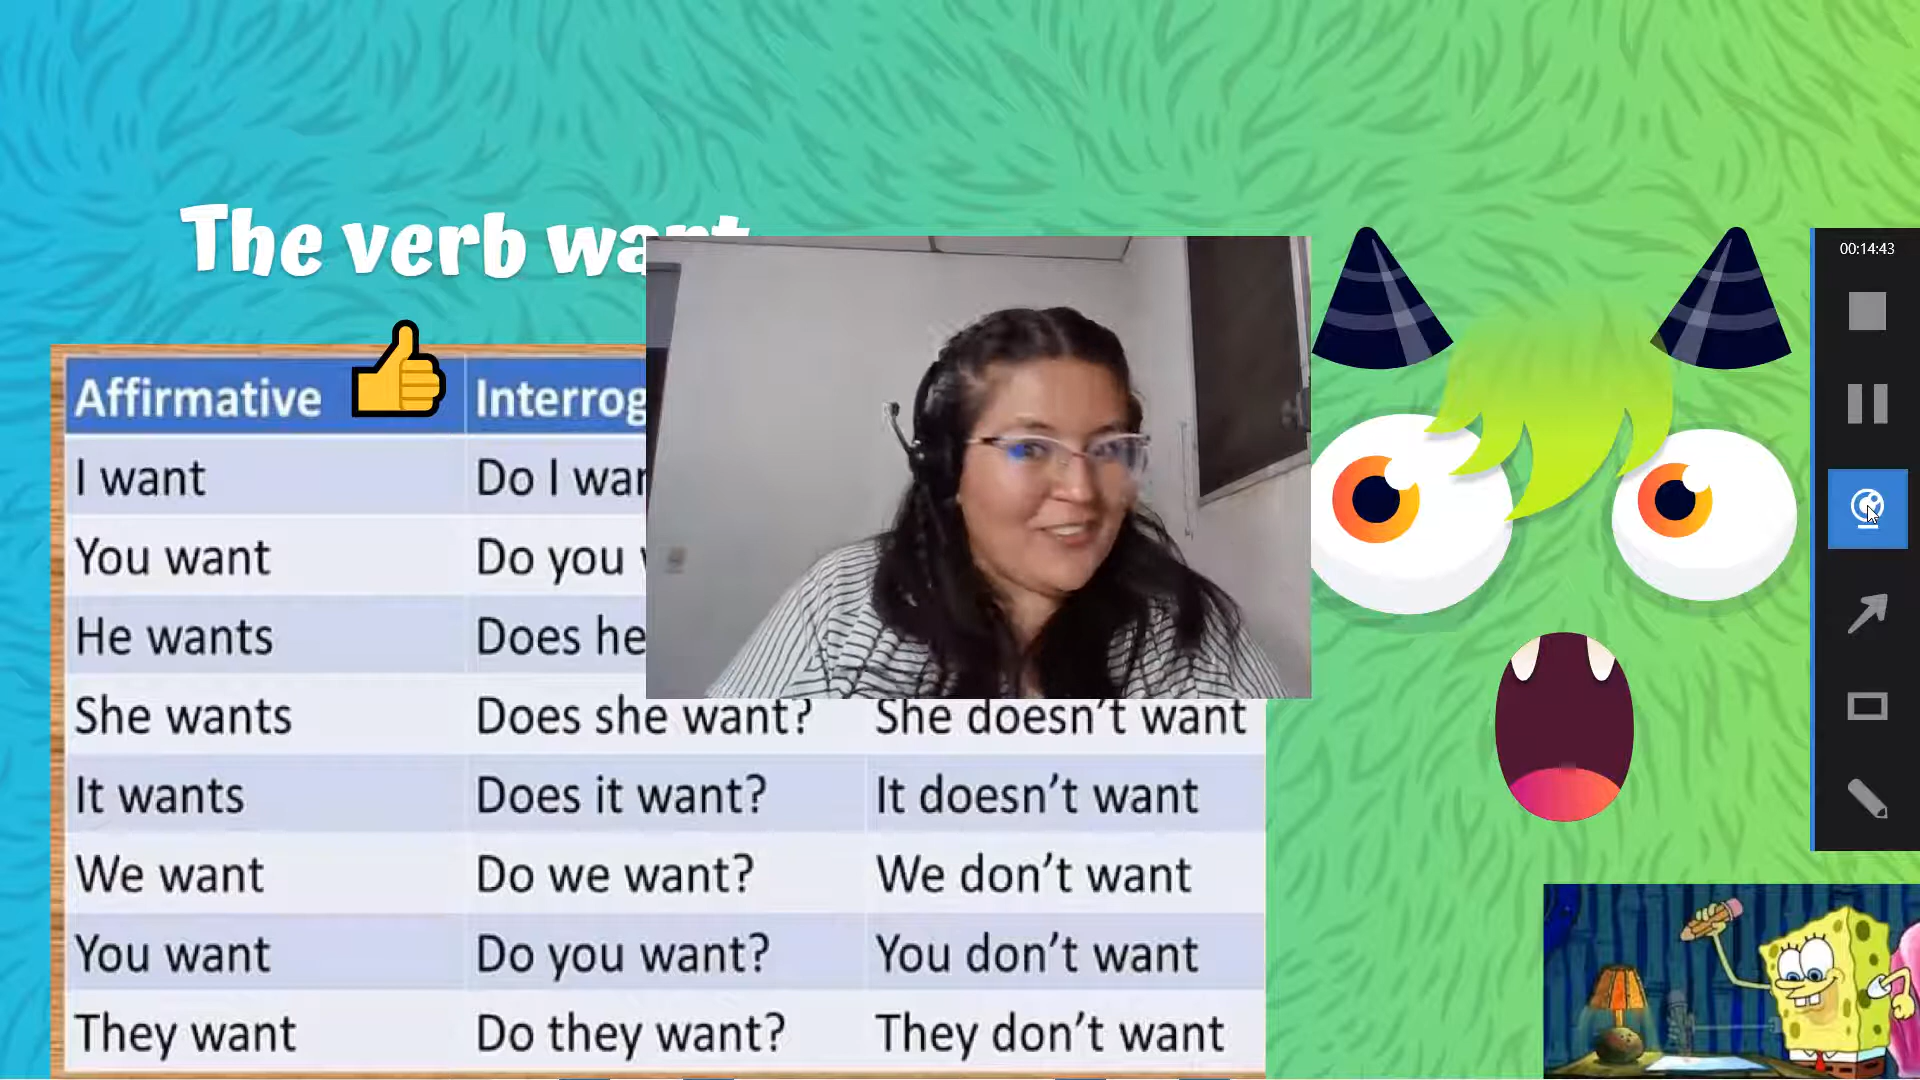 The verb want
00:14:43
Affirmative Interrog
I want Do I wan
You want Do you
He wants Does he
She wants Does she want? She doesn't want
It wants Does it want? It doesn't want
We want Do we want? We don't want
You want Do you want? You don't want
They want Do they want? They don't want